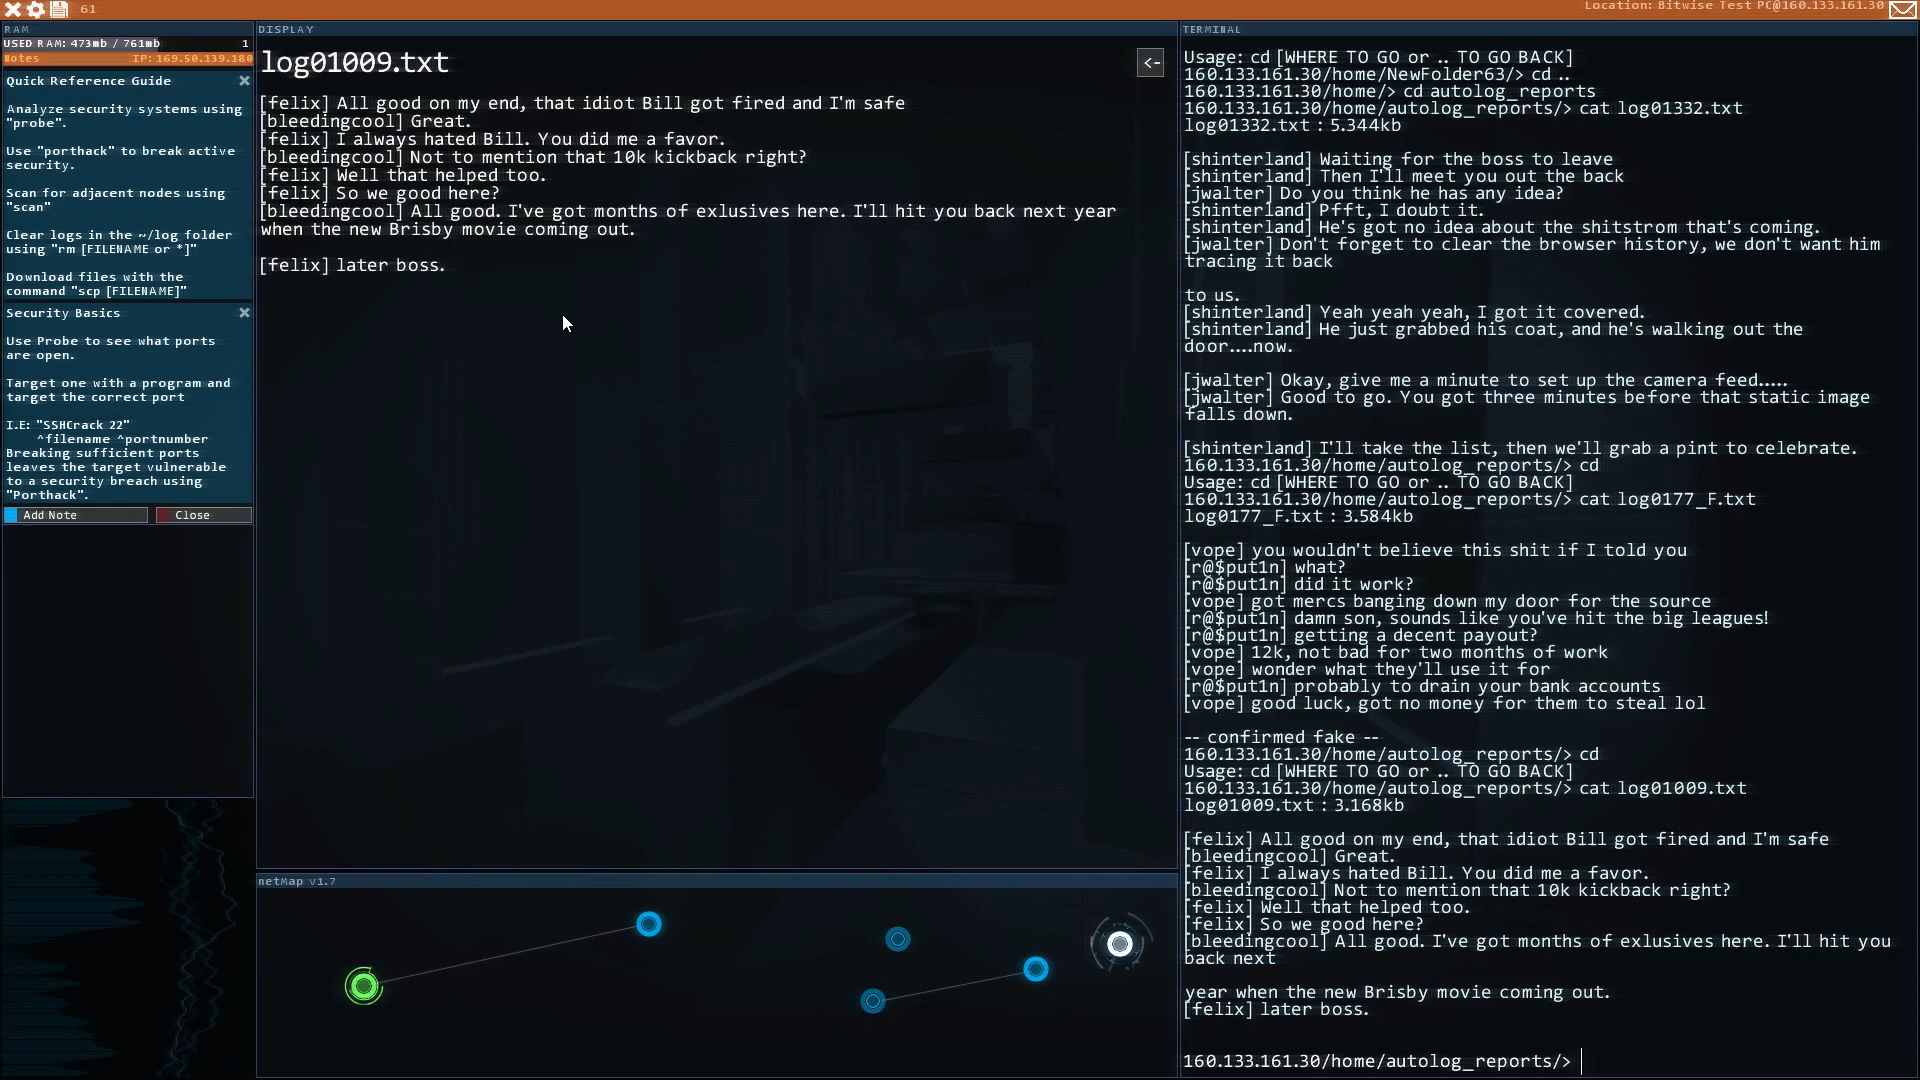 61
Location: Bitwise Test PC@160.133.161.30
RAM
USED RAM: 473mb / 761mb 1
Notes IP: 169.50.139.180
Quick Reference Guide
Analyze security systems using
"probe".
Use "porthack" to break active
security.
Scan for adjacent nodes using
"scan"
Clear logs in the ~/log folder
using "rm [FILENAME or *]"
Download files with the
command "scp [FILENAME]"
Security Basics
Use Probe to see what ports
are open.
Target one with a program and
target the correct port
I.E: "SSHCrack 22"
^filename ^portnumber
Breaking sufficient ports
leaves the target vulnerable
to a security breach using
"Porthack".
Add Note Close
DISPLAY
log01009.txt
<-
[felix] All good on my end, that idiot Bill got fired and I'm safe
[bleedingcool] Great.
[felix] I always hated Bill. You did me a favor.
[bleedingcool] Not to mention that 10k kickback right?
[felix] Well that helped too.
[felix] So we good here?
[bleedingcool] All good. I've got months of exlusives here. I'll hit you back next year
when the new Brisby movie coming out.
[felix] later boss.
netMap v1.7
TERMINAL
Usage: cd [WHERE TO GO or .. TO GO BACK]
160.133.161.30/home/NewFolder63/> cd ..
160.133.161.30/home/> cd autolog_reports
160.133.161.30/home/autolog_reports/> cat log01332.txt
log01332.txt : 5.344kb
[shinterland] Waiting for the boss to leave
[shinterland] Then I'll meet you out the back
[jwalter] Do you think he has any idea?
[shinterland] Pffft, I doubt it.
[shinterland] He's got no idea about the shitstrom that's coming.
[jwalter] Don't forget to clear the browser history, we don't want him
tracing it back
to us.
[shinterland] Yeah yeah yeah, I got it covered.
[shinterland] He just grabbed his coat, and he's walking out the
door....now.
[jwalter] Okay, give me a minute to set up the camera feed.....
[jwalter] Good to go. You got three minutes before that static image
falls down.
[shinterland] I'll take the list, then we'll grab a pint to celebrate.
160.133.161.30/home/autolog_reports/> cd
Usage: cd [WHERE TO GO or .. TO GO BACK]
160.133.161.30/home/autolog_reports/> cat log0177_F.txt
log0177_F.txt : 3.584kb
[vope] you wouldn't believe this shit if I told you
[r@$put1n] what?
[r@$put1n] did it work?
[vope] got mercs banging down my door for the source
[r@$put1n] damn son, sounds like you've hit the big leagues!
[r@$put1n] getting a decent payout?
[vope] 12k, not bad for two months of work
[vope] wonder what they'll use it for
[r@$put1n] probably to drain your bank accounts
[vope] good luck, got no money for them to steal lol
-- confirmed fake --
160.133.161.30/home/autolog_reports/> cd
Usage: cd [WHERE TO GO or .. TO GO BACK]
160.133.161.30/home/autolog_reports/> cat log01009.txt
log01009.txt : 3.168kb
[felix] All good on my end, that idiot Bill got fired and I'm safe
[bleedingcool] Great.
[felix] I always hated Bill. You did me a favor.
[bleedingcool] Not to mention that 10k kickback right?
[felix] Well that helped too.
[felix] So we good here?
[bleedingcool] All good. I've got months of exlusives here. I'll hit you
back next
year when the new Brisby movie coming out.
[felix] later boss.
160.133.161.30/home/autolog_reports/>